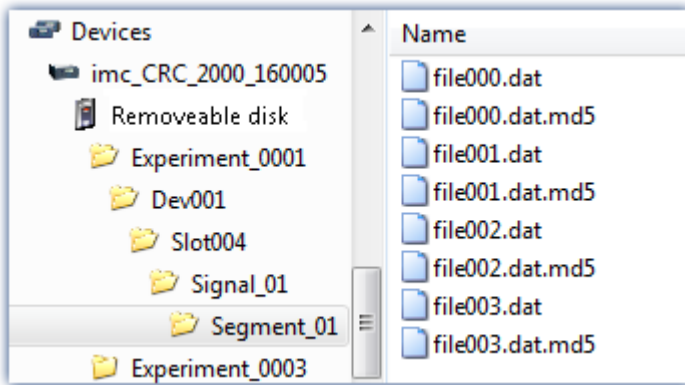 Devices
imc_CRC_2000_160005
Removeable disk
Experiment_0001
Dev001
Slot004
Signal_01
Segment_01
Experiment_0003
Name
file000.dat
file000.dat.md5
file001.dat
file001.dat.md5
file002.dat
file002.dat.md5
file003.dat
file003.dat.md5